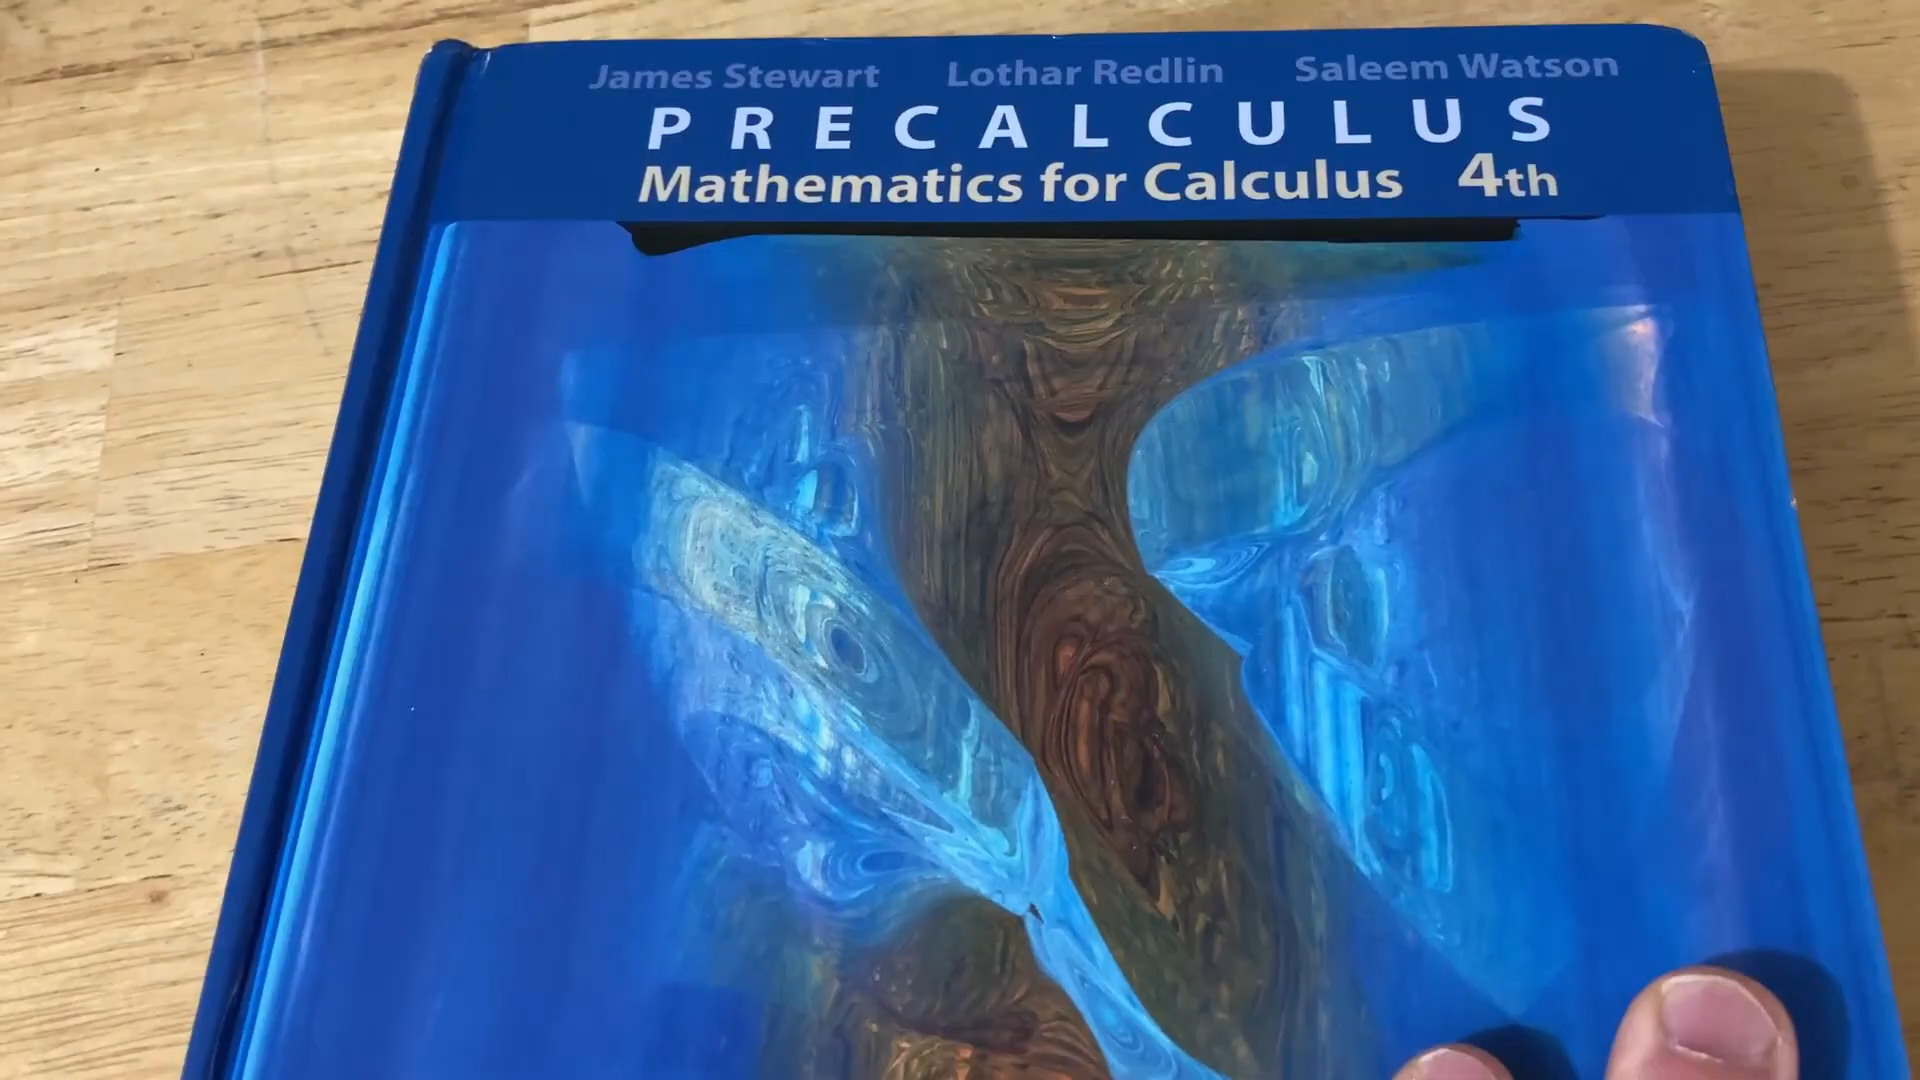 James Stewart Lothar Redlin Saleem Watson
PRECALCULUS
Mathematics for Calculus 4th